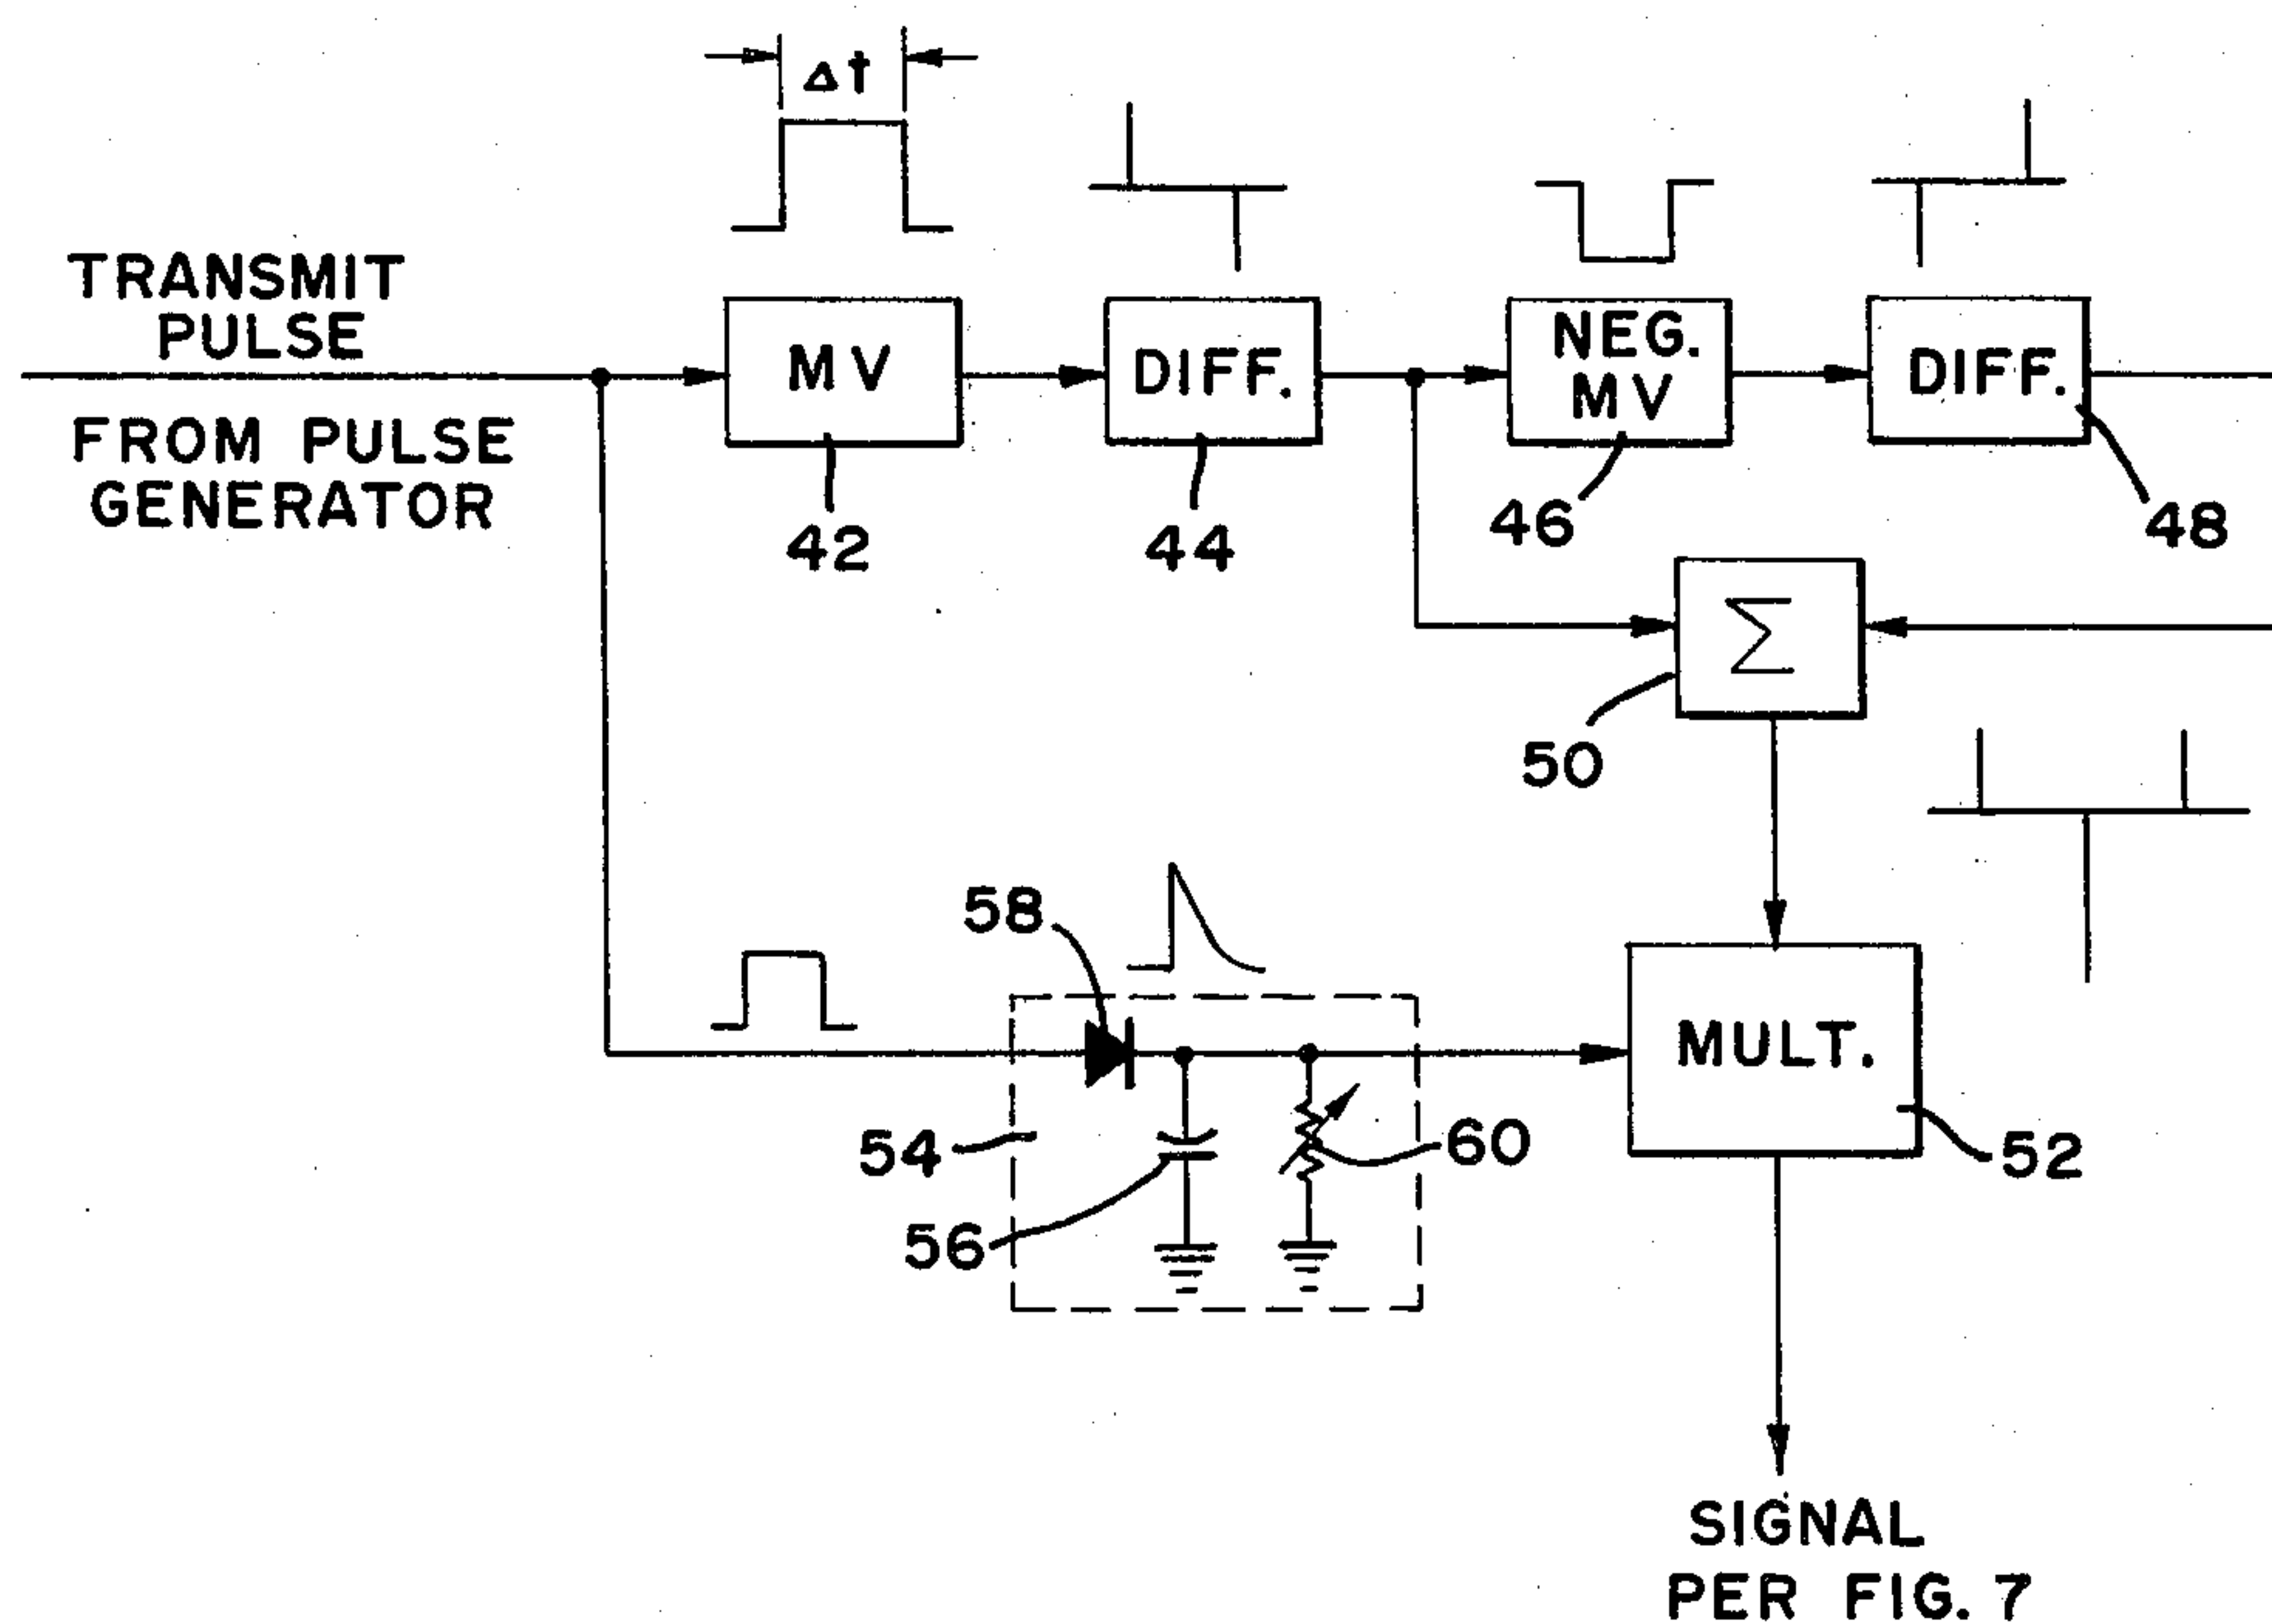 Δt
TRANSMIT
PULSE
FROM PULSE
GENERATOR
MV
DIFF.
NEG.
MV
DIFF.
42
44
46
48
Σ
50
58
MULT.
54
60
52
56
SIGNAL
PER FIG. 7